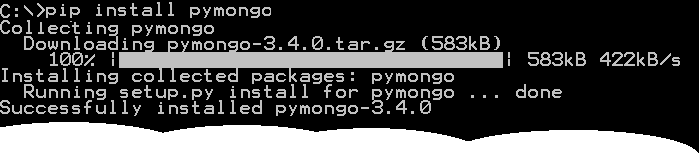 C:\>pip install pymongo
Collecting pymongo
Downloading pymongo-3.4.0.tar.gz (583kB)
100% |████████████████████████████████| 583kB 422kB/s
Installing collected packages: pymongo
Running setup.py install for pymongo ... done
Successfully installed pymongo-3.4.0